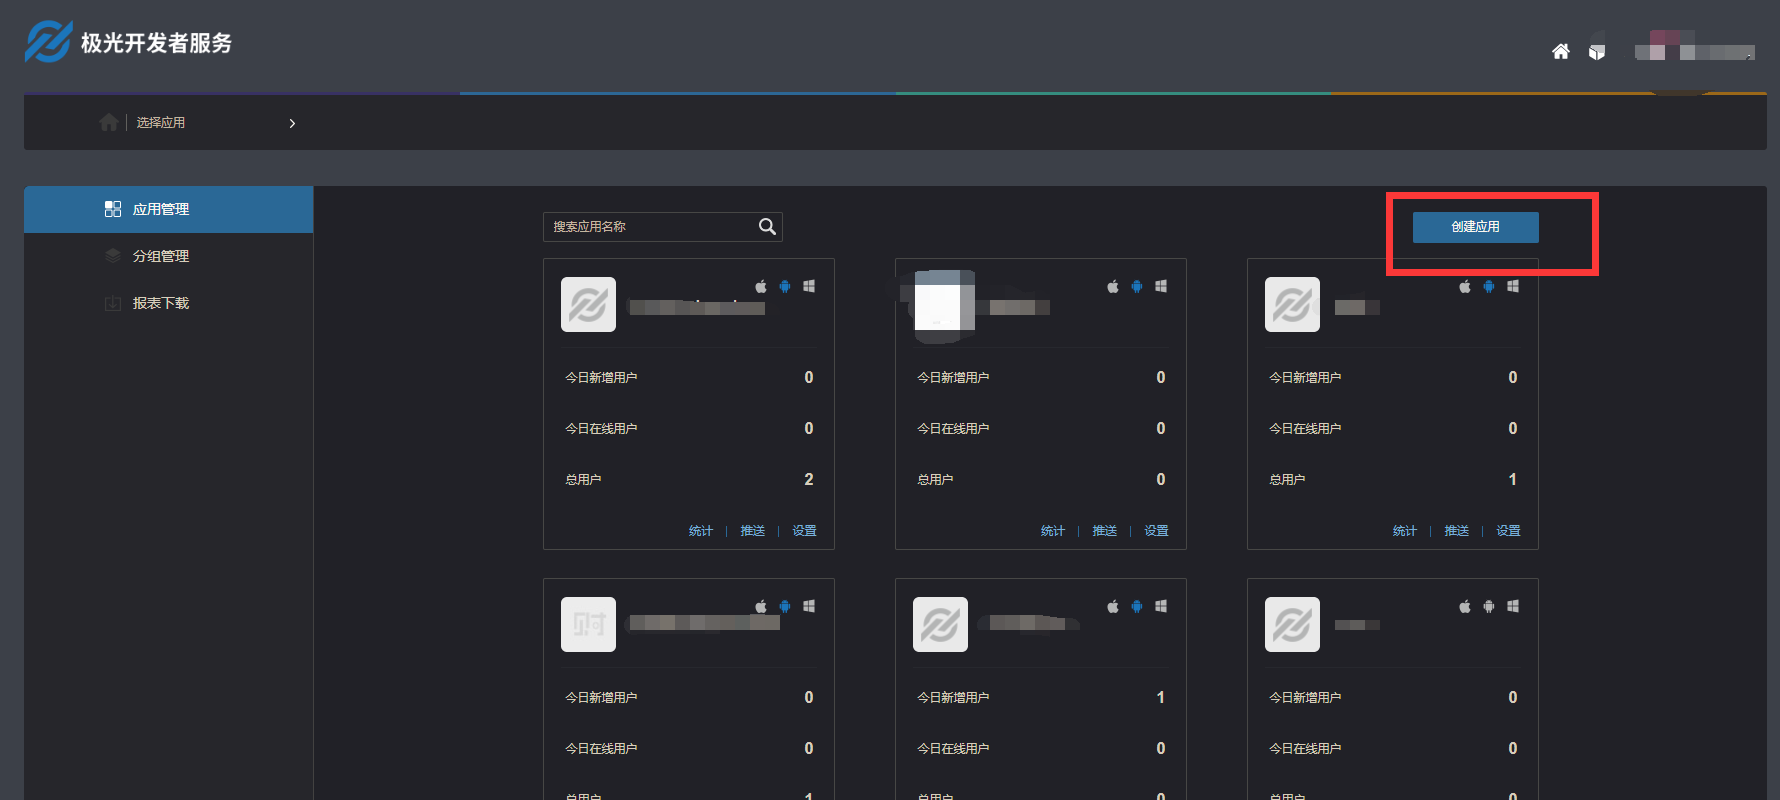 极光开发者服务
选择应用
应用管理
分组管理
报表下载
搜索应用名称
创建应用
今日新增用户 0
今日在线用户 0
总用户 2
统计 | 推送 | 设置
今日新增用户 0
今日在线用户 0
总用户 0
统计 | 推送 | 设置
今日新增用户 0
今日在线用户 0
总用户 1
统计 | 推送 | 设置
今日新增用户 0
今日在线用户 0
总用户 1
今日新增用户 1
今日在线用户 0
总用户 0
今日新增用户 0
今日在线用户 0
总用户 0